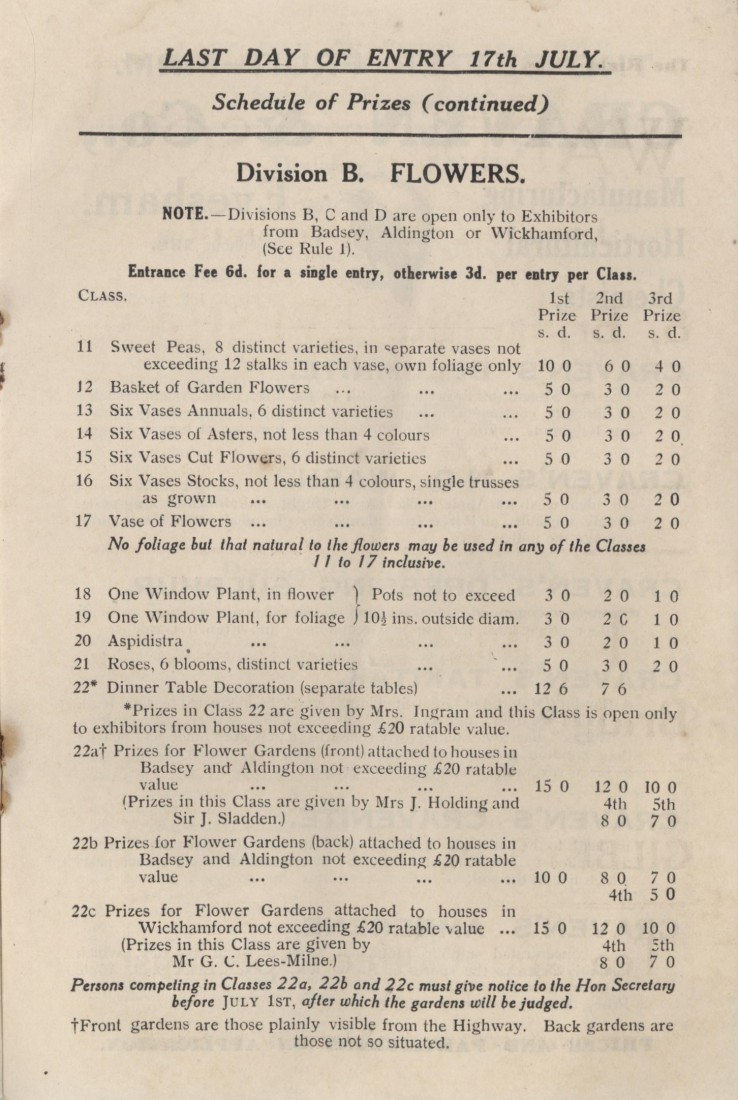 LAST DAY OF ENTRY 17th JULY.
Schedule of Prizes (continued)
Division B. FLOWERS.
NOTE.—Divisions B, C and D are open only to Exhibitors
from Badsey, Aldington or Wickhamford,
(See Rule 1).
Entrance Fee 6d. for a single entry, otherwise 3d. per entry per Class.
CLASS. 1st 2nd 3rd
Prize Prize Prize
s. d. s. d. s. d.
11 Sweet Peas, 8 distinct varieties, in separate vases not
exceeding 12 stalks in each vase, own foliage only 10 0 6 0 4 0
12 Basket of Garden Flowers ... ... ... 5 0 3 0 2 0
13 Six Vases Annuals, 6 distinct varieties ... ... 5 0 3 0 2 0
14 Six Vases of Asters, not less than 4 colours ... 5 0 3 0 2 0
15 Six Vases Cut Flowers, 6 distinct varieties ... 5 0 3 0 2 0
16 Six Vases Stocks, not less than 4 colours, single trusses
as grown ... ... ... ... 5 0 3 0 2 0
17 Vase of Flowers ... ... ... ... 5 0 3 0 2 0
No foliage but that natural to the flowers may be used in any of the Classes
11 to 17 inclusive.
18 One Window Plant, in flower } Pots not to exceed 3 0 2 0 1 0
19 One Window Plant, for foliage } 10½ ins. outside diam. 3 0 2 0 1 0
20 Aspidistra ... ... ... ... 3 0 2 0 1 0
21 Roses, 6 blooms, distinct varieties ... ... 5 0 3 0 2 0
22* Dinner Table Decoration (separate tables) ... 12 6 7 6
*Prizes in Class 22 are given by Mrs. Ingram and this Class is open only
to exhibitors from houses not exceeding £20 ratable value.
22a† Prizes for Flower Gardens (front) attached to houses in
Badsey and Aldington not exceeding £20 ratable
value ... ... ... ... 15 0 12 0 10 0
(Prizes in this Class are given by Mrs J. Holding and 4th 5th
Sir J. Sladden.) 8 0 7 0
22b Prizes for Flower Gardens (back) attached to houses in
Badsey and Aldington not exceeding £20 ratable
value ... ... ... ... 10 0 8 0 7 0
4th 5 0
22c Prizes for Flower Gardens attached to houses in
Wickhamford not exceeding £20 ratable value ... 15 0 12 0 10 0
(Prizes in this Class are given by 4th 5th
Mr G. C. Lees-Milne.) 8 0 7 0
Persons competing in Classes 22a, 22b and 22c must give notice to the Hon Secretary
before JULY 1ST, after which the gardens will be judged.
†Front gardens are those plainly visible from the Highway. Back gardens are
those not so situated.